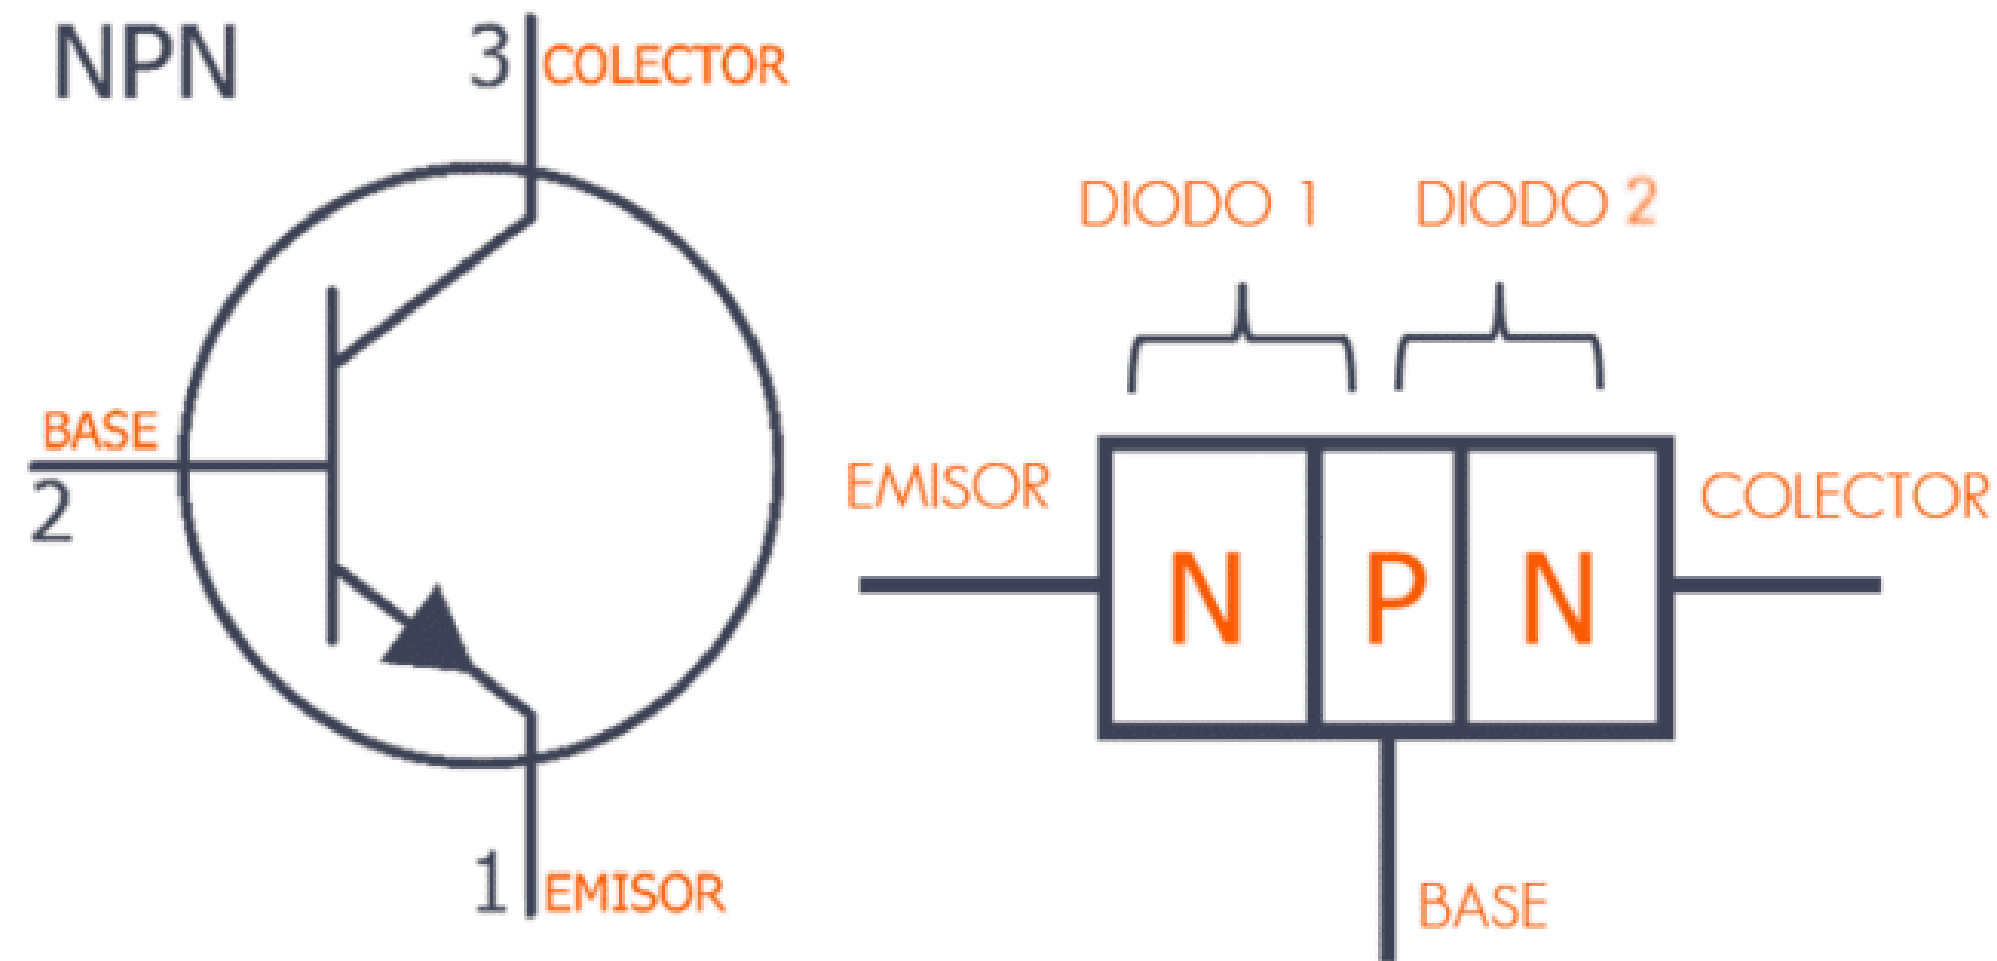 NPN
3
COLECTOR
BASE
2
1
EMISOR
DIODO 1
DIODO 2
EMISOR
COLECTOR
N
P
N
BASE